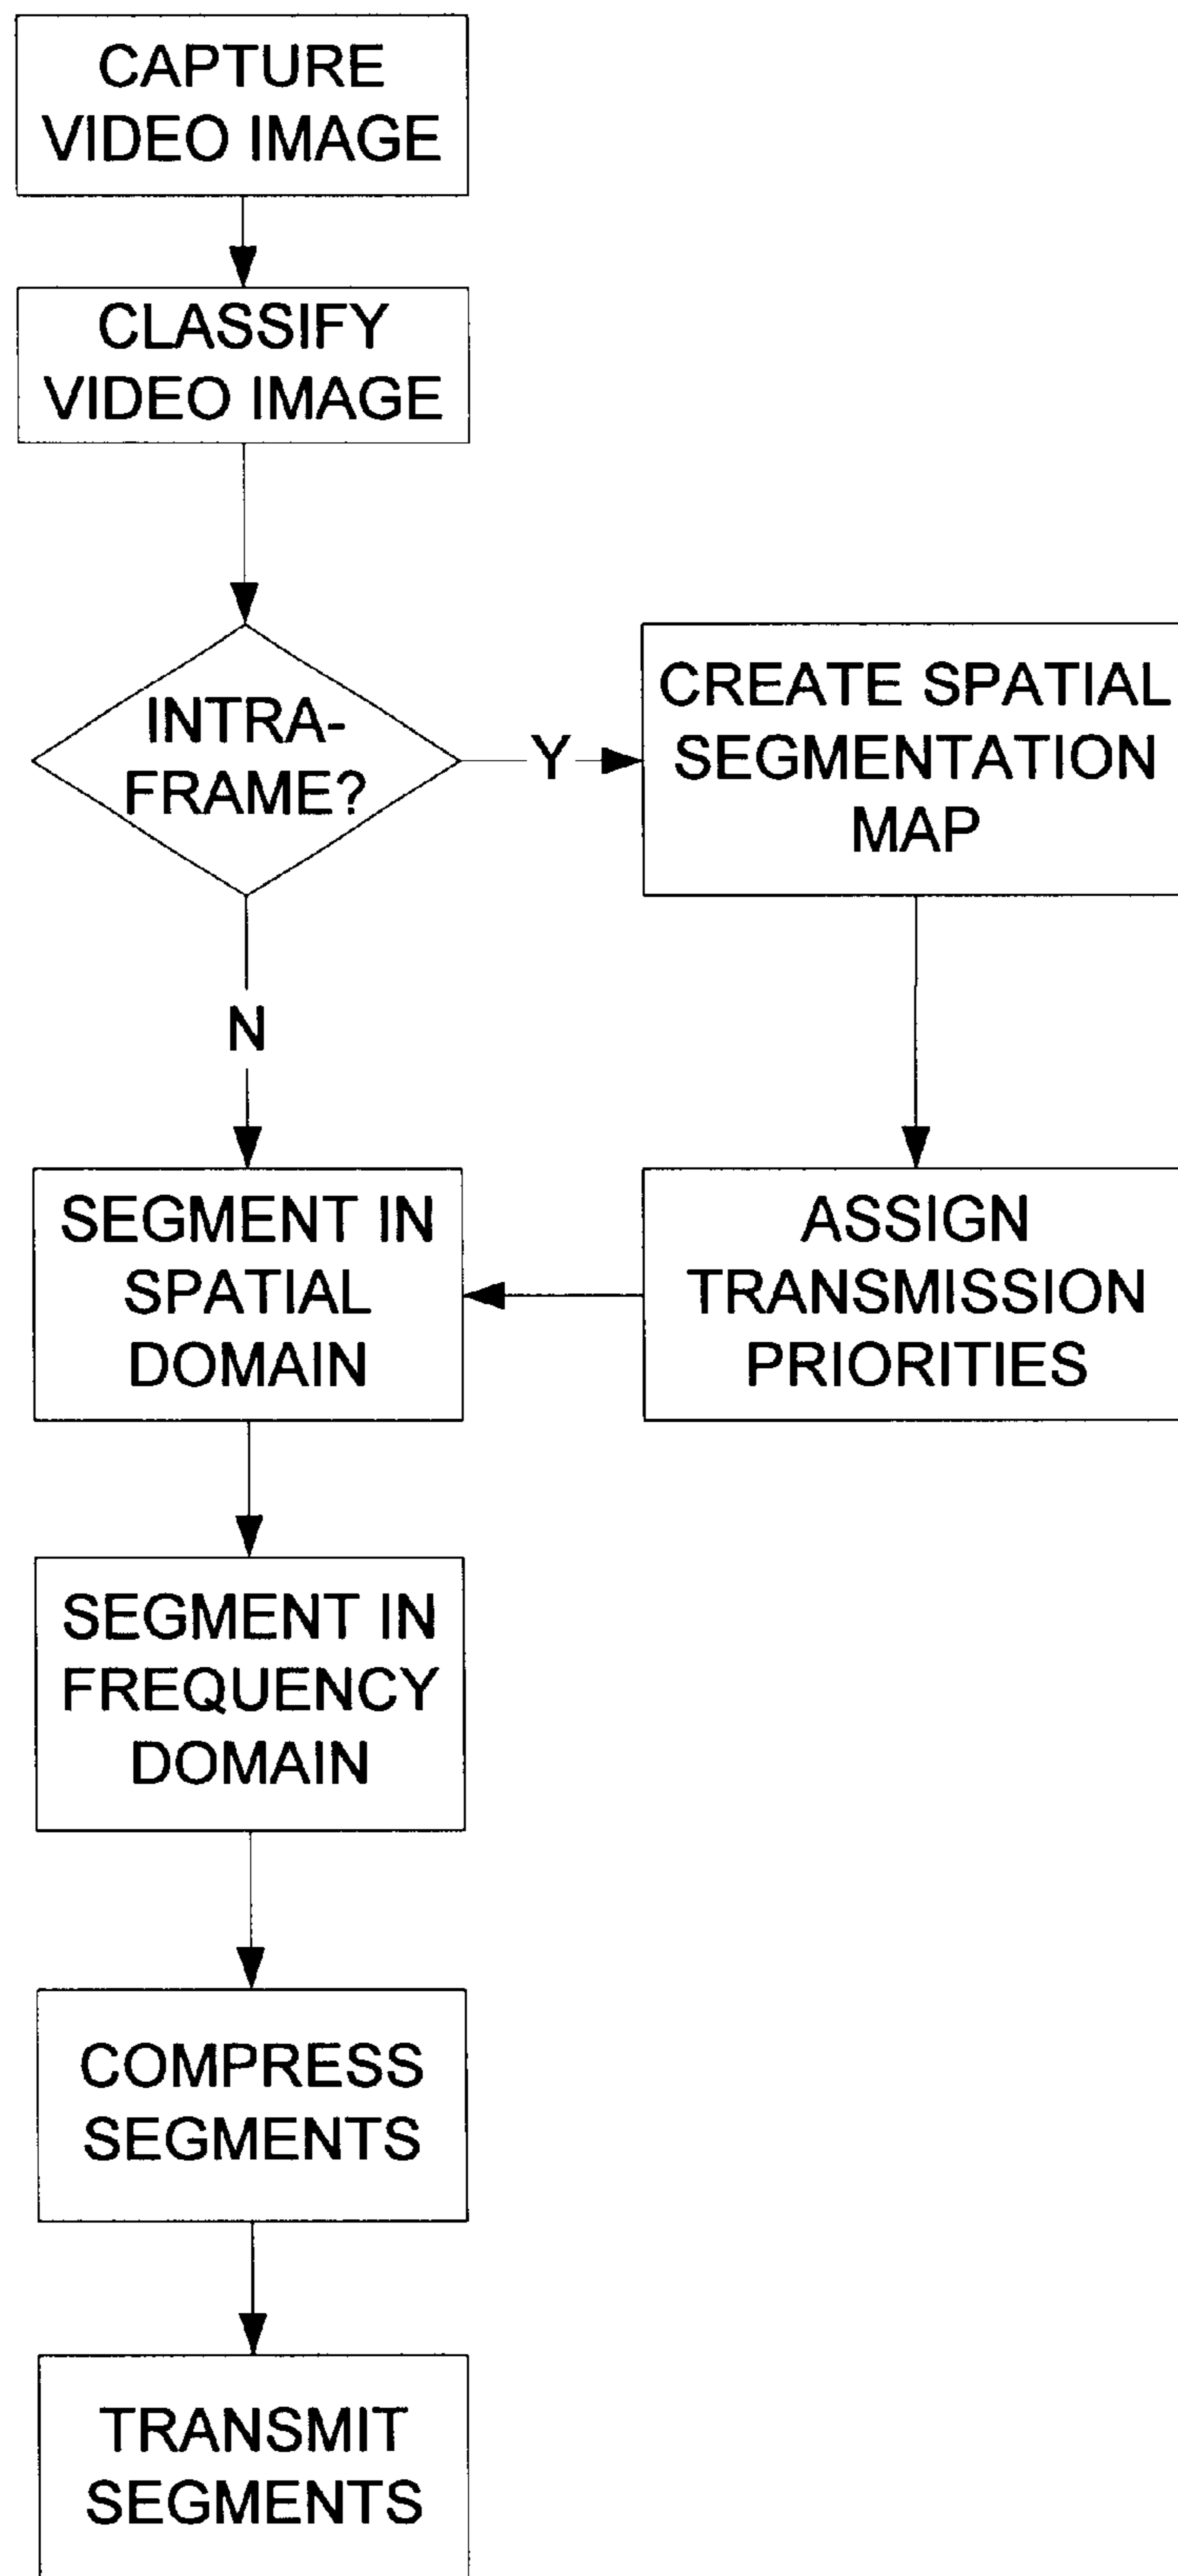 CAPTURE
VIDEO IMAGE
CLASSIFY
VIDEO IMAGE
INTRA-
FRAME?
Y
CREATE SPATIAL
SEGMENTATION
MAP
N
SEGMENT IN
SPATIAL
DOMAIN
ASSIGN
TRANSMISSION
PRIORITIES
SEGMENT IN
FREQUENCY
DOMAIN
COMPRESS
SEGMENTS
TRANSMIT
SEGMENTS